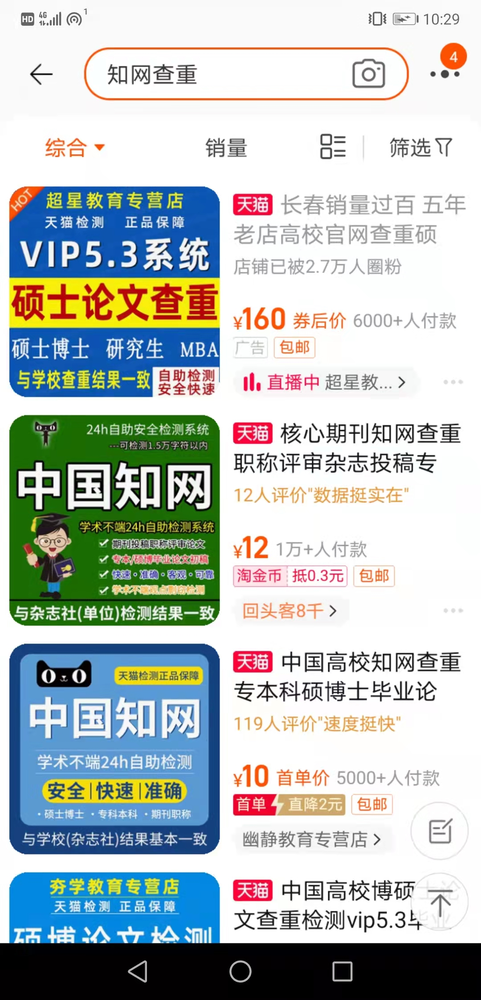 HD 4G 1 10:29
知网查重
4
综合 销量 筛选
HOT
超星教育专营店
天猫检测 正品保障
VIP5.3系统
硕士论文查重
硕士博士 研究生 MBA
与学校查重结果一致
自助检测
安全快速
天猫 长春销量过百 五年
老店高校官网查重硕
店铺已被2.7万人圈粉
¥160 券后价 6000+人付款
广告 包邮
直播中 超星教...
24h自助安全检测系统
---可检测1.5万字符以内
中国知网
学术不端24h自助检测系统
期刊投稿职称评审论文
专本/硕博毕业论文初稿
快速·准确·客观·可靠
学术不端观点剽窃检测
与杂志社(单位)检测结果一致
天猫 核心期刊知网查重
职称评审杂志投稿专
12人评价"数据挺实在"
¥12 1万+人付款
淘金币 抵0.3元 包邮
回头客8千
天猫检测正品保障
中国知网
学术不端24h自助检测
安全|快速|准确
·硕士博士 ·专科本科 ·期刊职称
与学校(杂志社)结果基本一致
天猫 中国高校知网查重
专本科硕博士毕业论
119人评价"速度挺快"
¥10 首单价 5000+人付款
首单 直降2元 包邮
幽静教育专营店
夯学教育专营店
天猫检测 正品保障
硕博论文检测
天猫 中国高校博硕士论
文查重检测vip5.3毕业